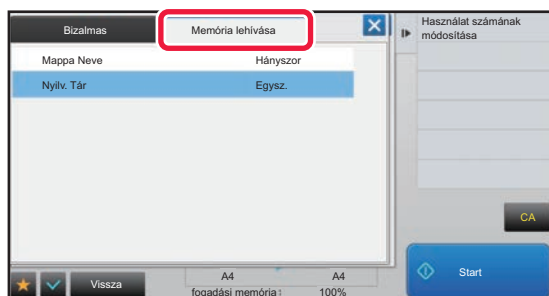 Bizalmas
Memória lehívása
Mappa Neve
Hányszor
Nyilv. Tár
Egysz.
Használat számának
módosítása
CA
Start
Vissza
A4
A4
fogadási memória:
100%